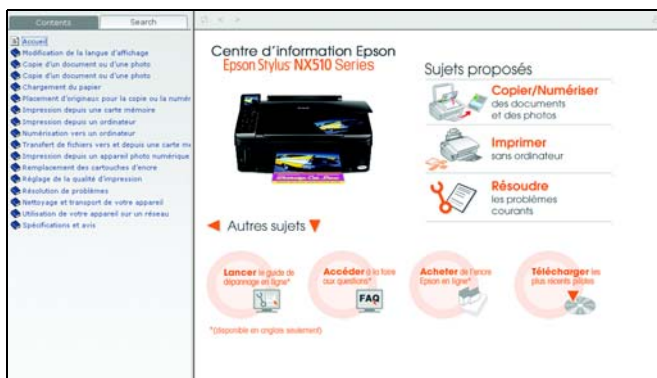 Contents Search
Accueil
Modification de la langue d'affichage
Copie d'un document ou d'une photo
Copie d'un document ou d'une photo
Chargement du papier
Placement d'originaux pour la copie ou la numér
Impression depuis une carte mémoire
Impression depuis un ordinateur
Numérisation vers un ordinateur
Transfert de fichiers vers et depuis une carte mé
Impression depuis un appareil photo numérique
Remplacement des cartouches d'encre
Réglage de la qualité d'impression
Résolution de problèmes
Nettoyage et transport de votre appareil
Utilisation de votre appareil sur un réseau
Spécifications et avis
Centre d'information Epson
Epson Stylus® NX510 Series
Sujets proposés
Copier/Numériser
des documents
et des photos
Imprimer
sans ordinateur
Résoudre
les problèmes
courants
Autres sujets
Lancer le guide de
dépannage en ligne*
Accéder à la foire
aux questions*
FAQ
Acheter de l'encre
Epson en ligne*
Télécharger les
plus récents pilotes
*(disponible en anglais seulement)